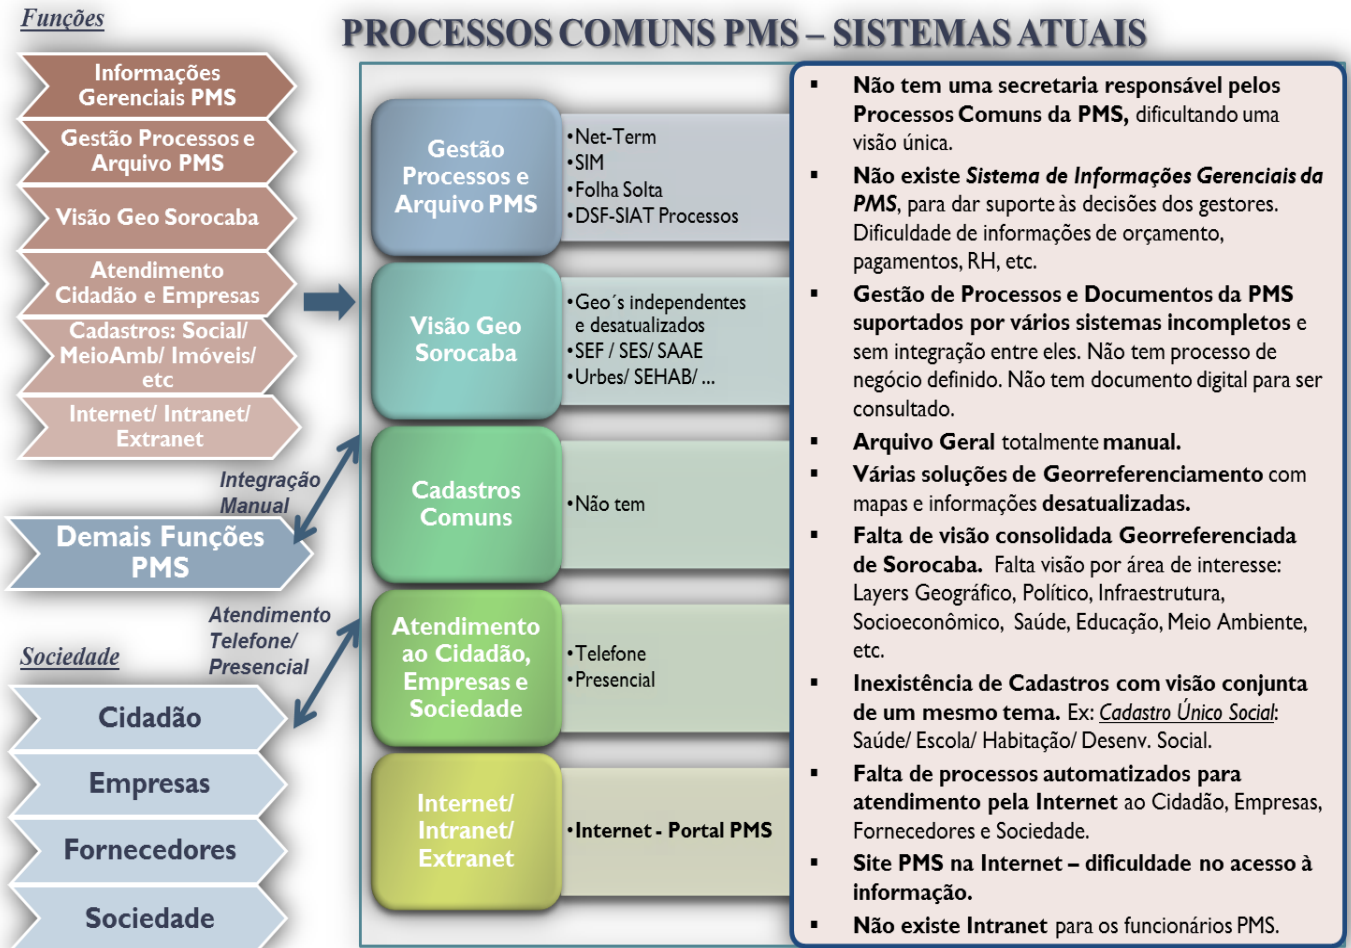 Funções
PROCESSOS COMUNS PMS – SISTEMAS ATUAIS
Informações
Gerenciais PMS
Gestão Processos e
Arquivo PMS
Visão Geo Sorocaba
Atendimento
Cidadão e Empresas
Cadastros: Social/
MeioAmb/ Imóveis/
etc
Internet/ Intranet/
Extranet
Integração
Manual
Demais Funções
PMS
Atendimento
Telefone/
Presencial
Sociedade
Cidadão
Empresas
Fornecedores
Sociedade
Gestão
Processos e
Arquivo PMS
•Net-Term
•SIM
•Folha Solta
•DSF-SIAT Processos
Visão Geo
Sorocaba
•Geo´s independentes
e desatualizados
•SEF / SES/ SAAE
•Urbes/ SEHAB/ ...
Cadastros
Comuns
•Não tem
Atendimento
ao Cidadão,
Empresas e
Sociedade
•Telefone
•Presencial
Internet/
Intranet/
Extranet
•Internet - Portal PMS
▪ Não tem uma secretaria responsável pelos
Processos Comuns da PMS, dificultando uma
visão única.
▪ Não existe Sistema de Informações Gerenciais da
PMS, para dar suporte às decisões dos gestores.
Dificuldade de informações de orçamento,
pagamentos, RH, etc.
▪ Gestão de Processos e Documentos da PMS
suportados por vários sistemas incompletos e
sem integração entre eles. Não tem processo de
negócio definido. Não tem documento digital para ser
consultado.
▪ Arquivo Geral totalmente manual.
▪ Várias soluções de Georreferenciamento com
mapas e informações desatualizadas.
▪ Falta de visão consolidada Georreferenciada
de Sorocaba. Falta visão por área de interesse:
Layers Geográfico, Político, Infraestrutura,
Socioeconômico, Saúde, Educação, Meio Ambiente,
etc.
▪ Inexistência de Cadastros com visão conjunta
de um mesmo tema. Ex: Cadastro Único Social:
Saúde/ Escola/ Habitação/ Desenv. Social.
▪ Falta de processos automatizados para
atendimento pela Internet ao Cidadão, Empresas,
Fornecedores e Sociedade.
▪ Site PMS na Internet – dificuldade no acesso à
informação.
▪ Não existe Intranet para os funcionários PMS.